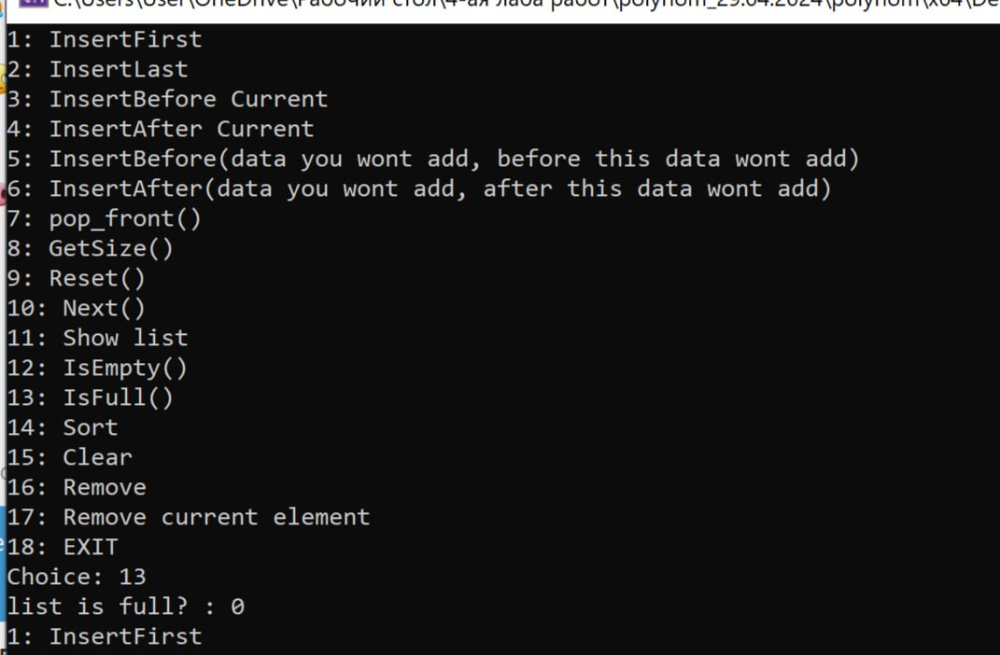 C:\Users\User\OneDrive\Рабочий стол\4-ая лаба работ\polynom_29.04.2024\polynom\x64\De
1: InsertFirst
2: InsertLast
3: InsertBefore Current
4: InsertAfter Current
5: InsertBefore(data you wont add, before this data wont add)
6: InsertAfter(data you wont add, after this data wont add)
7: pop_front()
8: GetSize()
9: Reset()
10: Next()
11: Show list
12: IsEmpty()
13: IsFull()
14: Sort
15: Clear
16: Remove
17: Remove current element
18: EXIT
Choice: 13
list is full? : 0
1: InsertFirst